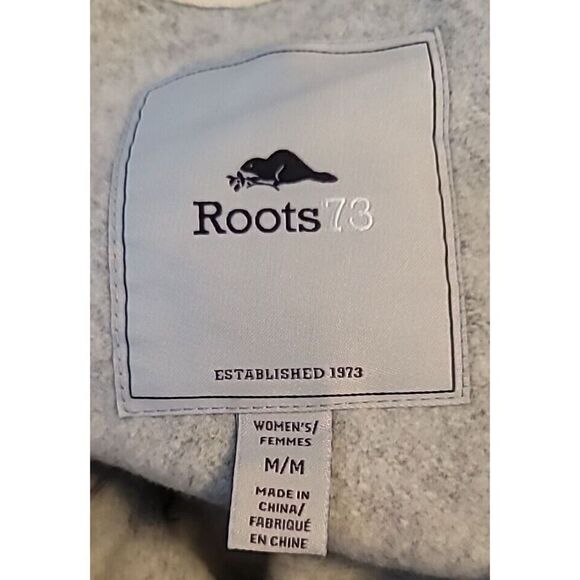 Roots73
ESTABLISHED 1973
WOMEN'S/
FEMMES
M/M
MADE IN
CHINA/
FABRIQUÉ
EN CHINE